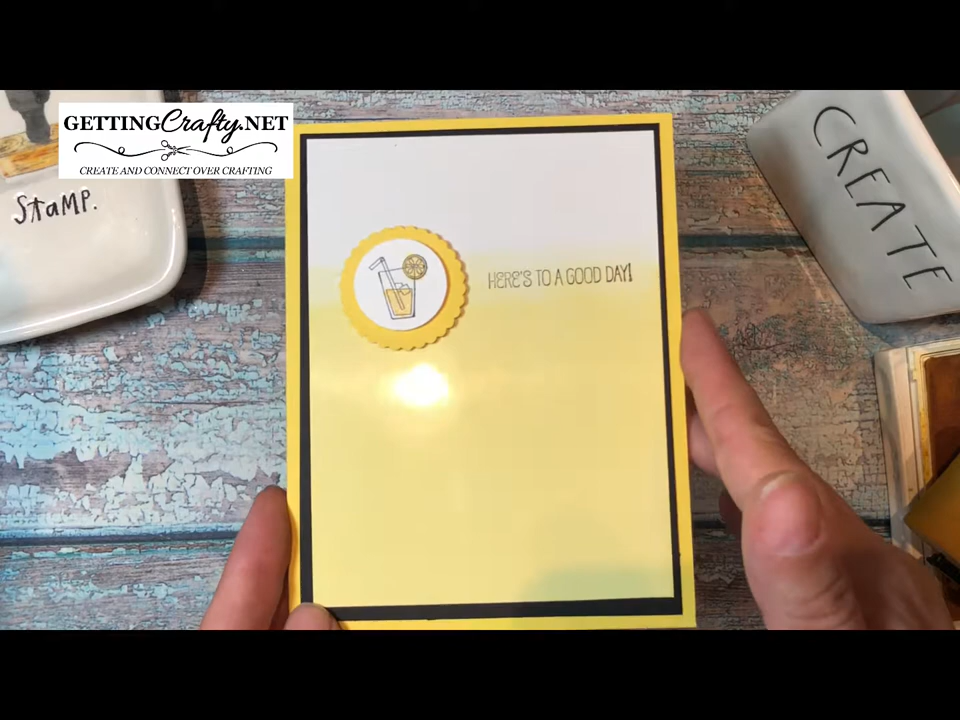 GETTINGCrafty.NET
CREATE AND CONNECT OVER CRAFTING
STAMP.
CREATE
HERE'S TO A GOOD DAY!